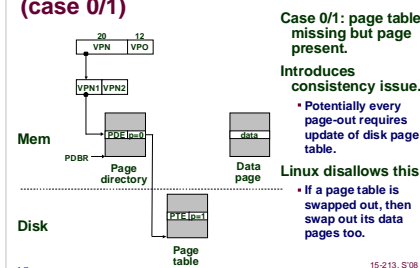 (case 0/1)
20 12
VPN VPO
VPN1 VPN2
Mem
PDE p=0
data
PDBR
Page
directory
Data
page
Disk
PTE p=1
Page
table
Case 0/1: page table
missing but page
present.
Introduces
consistency issue.
▪ Potentially every
page-out requires
update of disk page
table.
Linux disallows this
▪ If a page table is
swapped out, then
swap out its data
pages too.
15-213, S'08